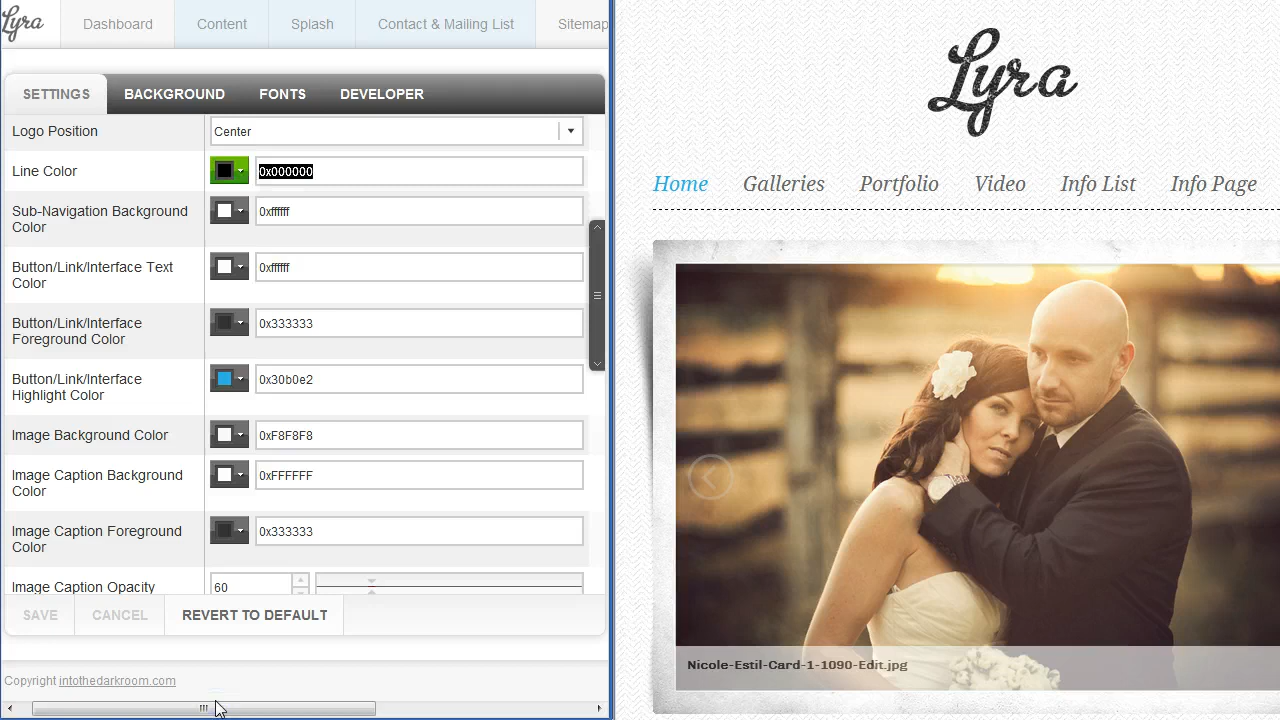 Lyra
Dashboard
Content
Splash
Contact & Mailing List
Sitemap
SETTINGS
BACKGROUND
FONTS
DEVELOPER
Logo Position
Center
Line Color
0x000000
Sub-Navigation Background
Color
0xffffff
Button/Link/Interface Text
Color
0xffffff
Button/Link/Interface
Foreground Color
0x333333
Button/Link/Interface
Highlight Color
0x30b0e2
Image Background Color
0xF8F8F8
Image Caption Background
Color
0xFFFFFF
Image Caption Foreground
Color
0x333333
Image Caption Opacity
60
SAVE
CANCEL
REVERT TO DEFAULT
Copyright intothedarkroom.com
Lyra
Home
Galleries
Portfolio
Video
Info List
Info Page
Nicole-Estil-Card-1-1090-Edit.jpg